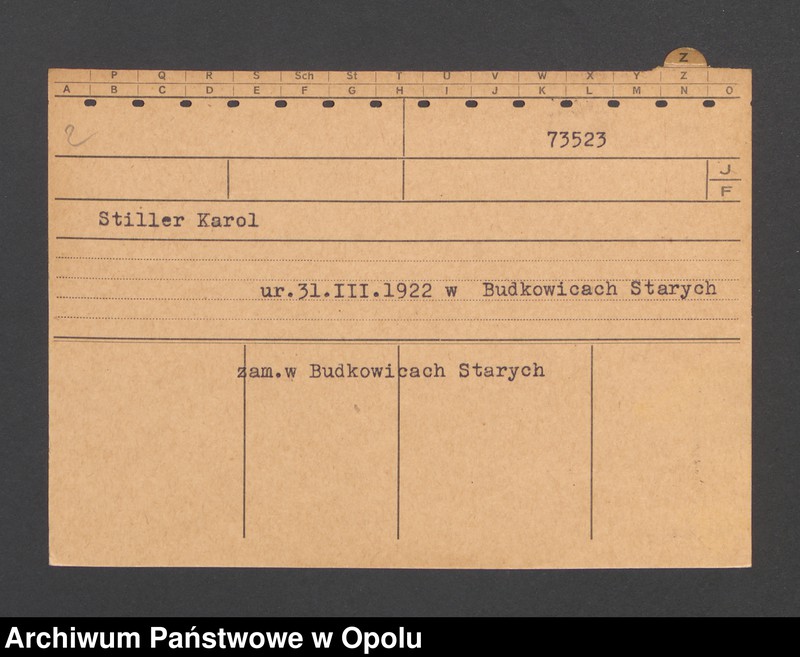 Z
P Q R S Sch St T U V W X Y Z
A B C D E F G H I J K L M N O
2
73523
J
F
Stiller Karol
ur.31.III.1922 w Budkowicach Starych
zam.w Budkowicach Starych
Archiwum Państwowe w Opolu